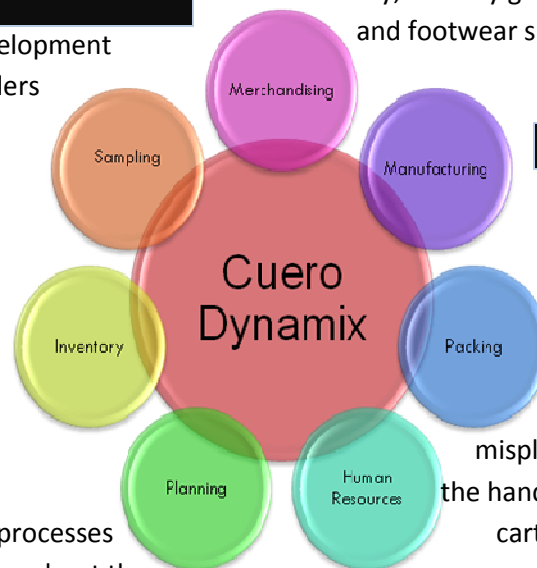 elopment
and footwear s
lers
Merchandising
Sampling
Manufacturing
Cuero
Dynamix
Inventory
Packing
Planning
Human
Resources
mispl
the hand
processes
cart